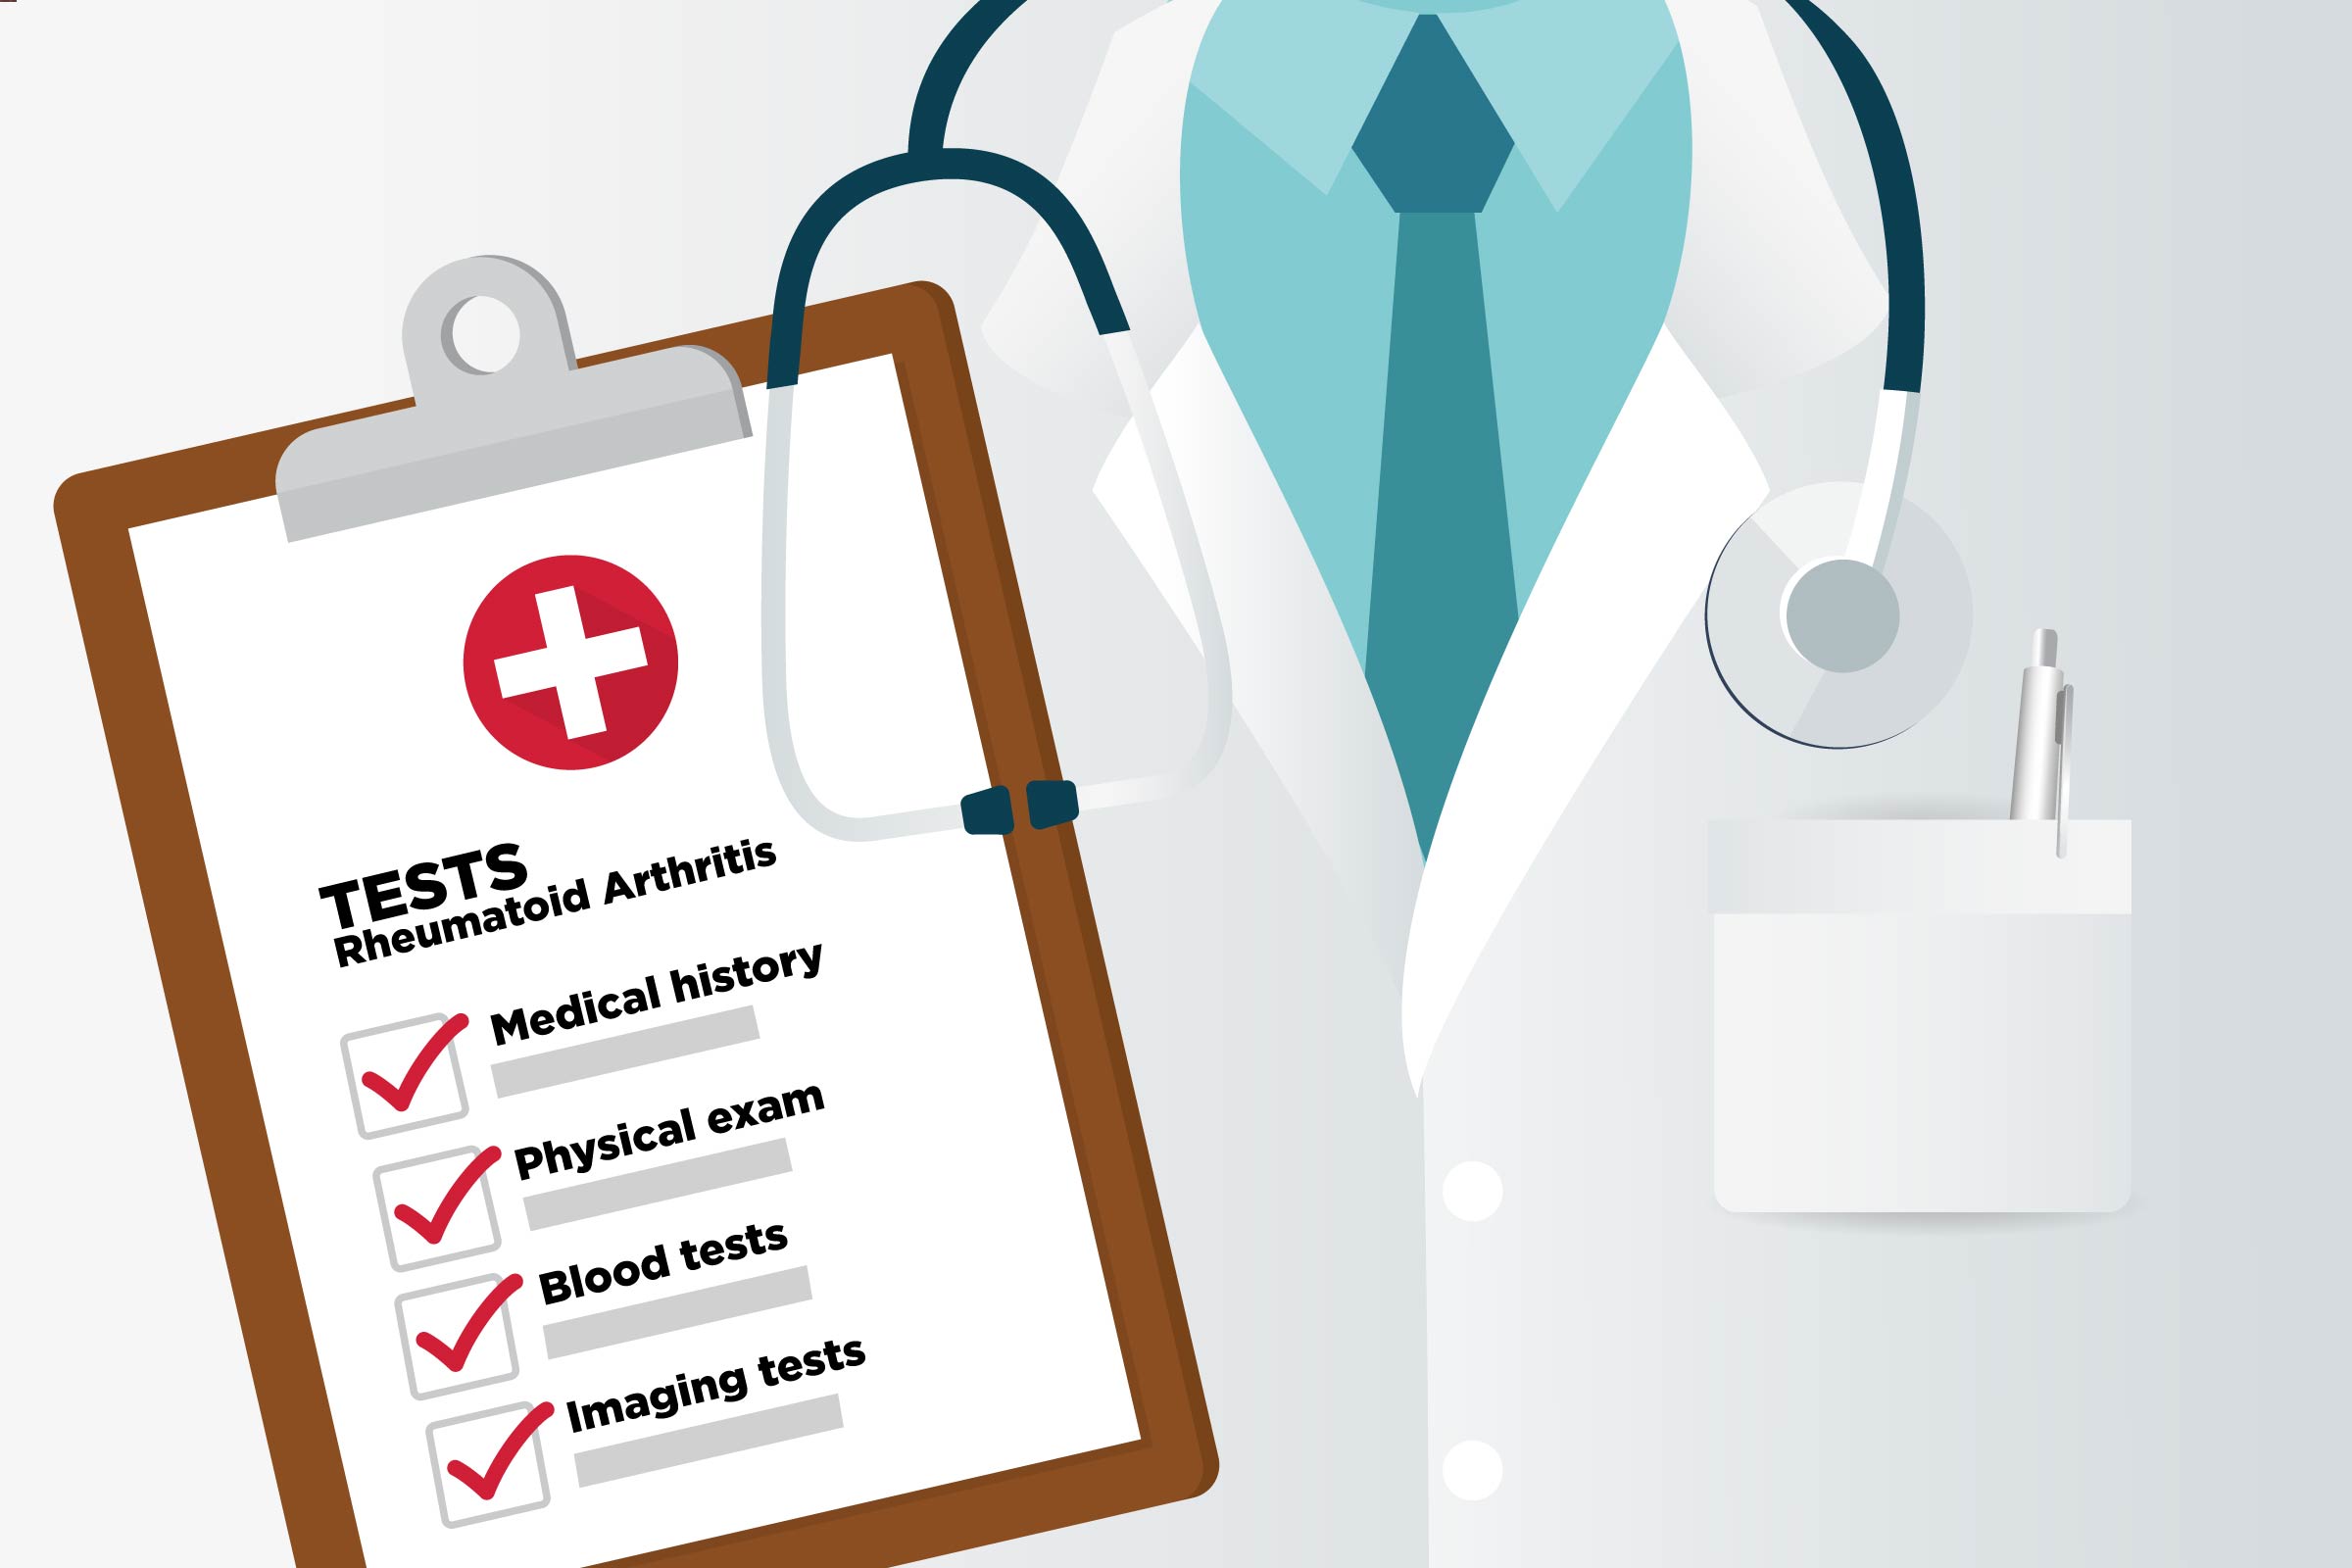 TESTS
Rheumatoid Arthritis
Medical history
Physical exam
Blood tests
Imaging tests